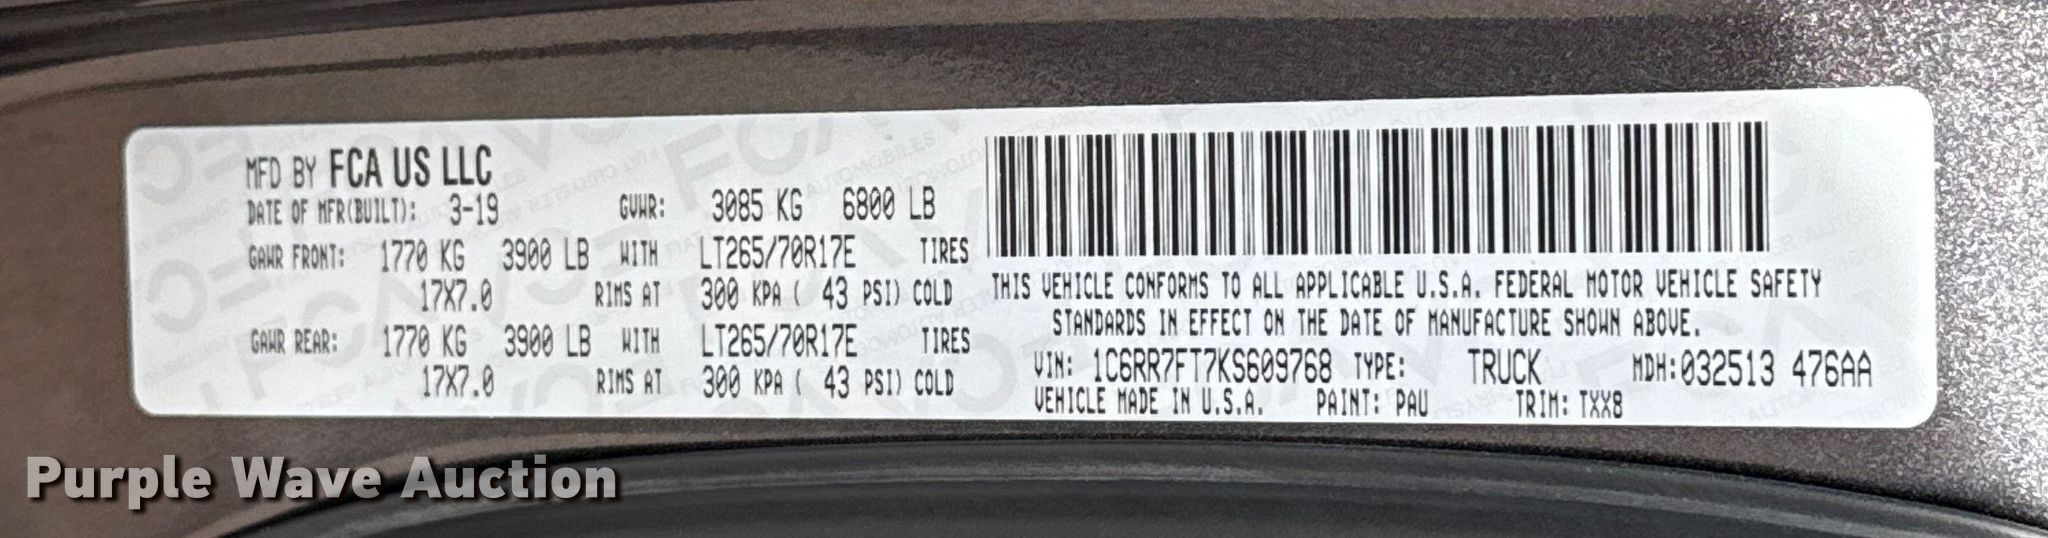 MFD BY FCA US LLC
DATE OF MFR(BUILT): 3-19 GVWR: 3085 KG 6800 LB
GAWR FRONT: 1770 KG 3900 LB WITH LT265/70R17E TIRES
17X7.0 RIMS AT 300 KPA ( 43 PSI) COLD
GAWR REAR: 1770 KG 3900 LB WITH LT265/70R17E TIRES
17X7.0 RIMS AT 300 KPA ( 43 PSI) COLD
THIS VEHICLE CONFORMS TO ALL APPLICABLE U.S.A. FEDERAL MOTOR VEHICLE SAFETY
STANDARDS IN EFFECT ON THE DATE OF MANUFACTURE SHOWN ABOVE.
VIN: 1C6RR7FT7KS609768 TYPE: TRUCK MDH:032513 476AA
VEHICLE MADE IN U.S.A. PAINT: PAU TRIM: TXX8
Purple Wave Auction